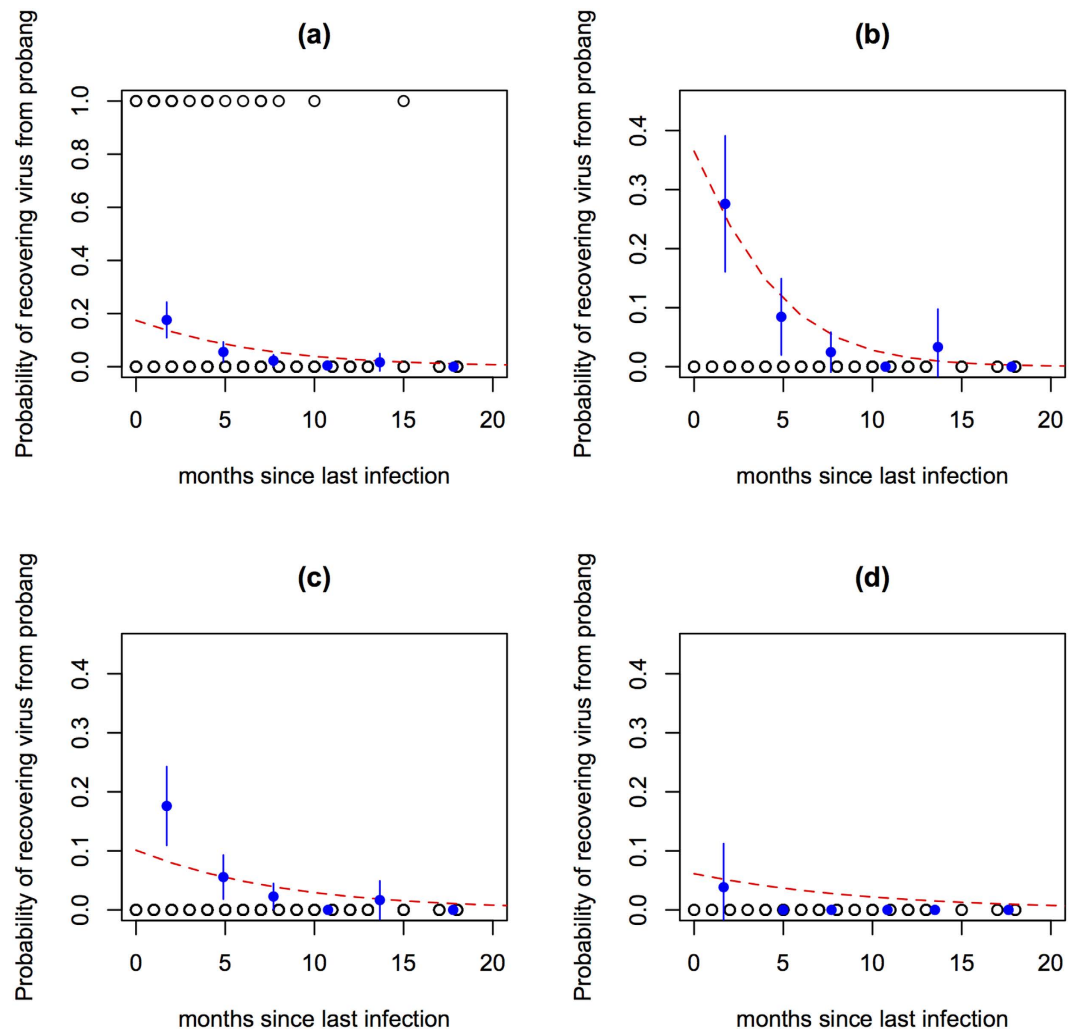 (a)
Probability of recovering virus from probang
1.0
0.8
0.6
0.4
0.2
0.0
0 5 10 15 20
months since last infection
(b)
Probability of recovering virus from probang
0.4
0.3
0.2
0.1
0.0
0 5 10 15 20
months since last infection
(c)
Probability of recovering virus from probang
0.4
0.3
0.2
0.1
0.0
0 5 10 15 20
months since last infection
(d)
Probability of recovering virus from probang
0.4
0.3
0.2
0.1
0.0
0 5 10 15 20
months since last infection